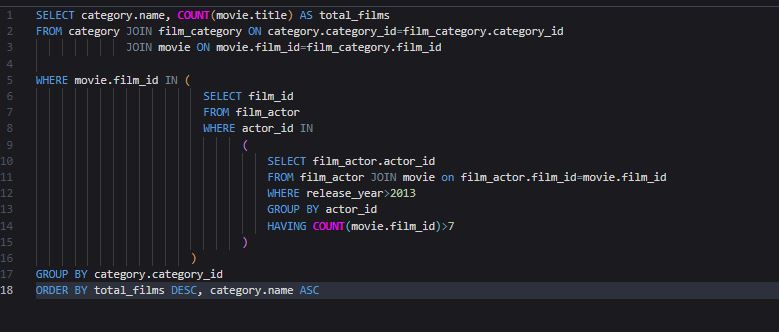 1 SELECT category.name, COUNT(movie.title) AS total_films
2 FROM category JOIN film_category ON category.category_id=film_category.category_id
3 JOIN movie ON movie.film_id=film_category.film_id
4
5 WHERE movie.film_id IN (
6 SELECT film_id
7 FROM film_actor
8 WHERE actor_id IN
9 (
10 SELECT film_actor.actor_id
11 FROM film_actor JOIN movie on film_actor.film_id=movie.film_id
12 WHERE release_year>2013
13 GROUP BY actor_id
14 HAVING COUNT(movie.film_id)>7
15 )
16 )
17 GROUP BY category.category_id
18 ORDER BY total_films DESC, category.name ASC